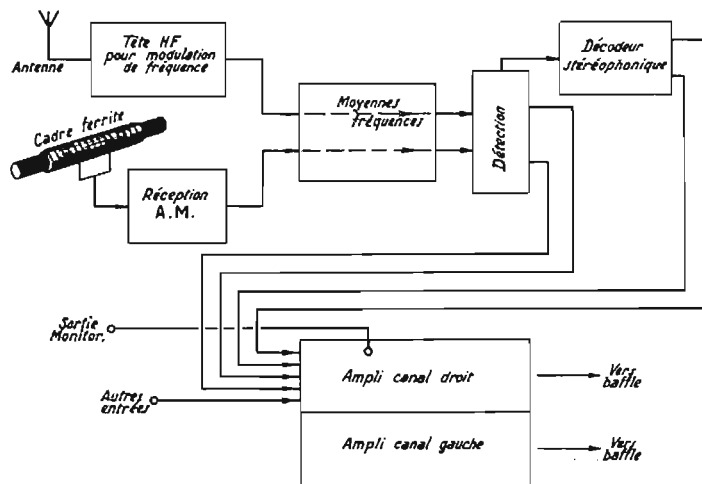 Tête HF
pour modulation
de fréquence
Antenne
Décodeur
stéréophonique
Moyennes
fréquences
Détection
Cadre ferrite
Réception
A.M.
Sortie
Monitor.
Ampli canal droit
Vers
baffle
Autres
entrées
Ampli canal gauche
Vers
baffle